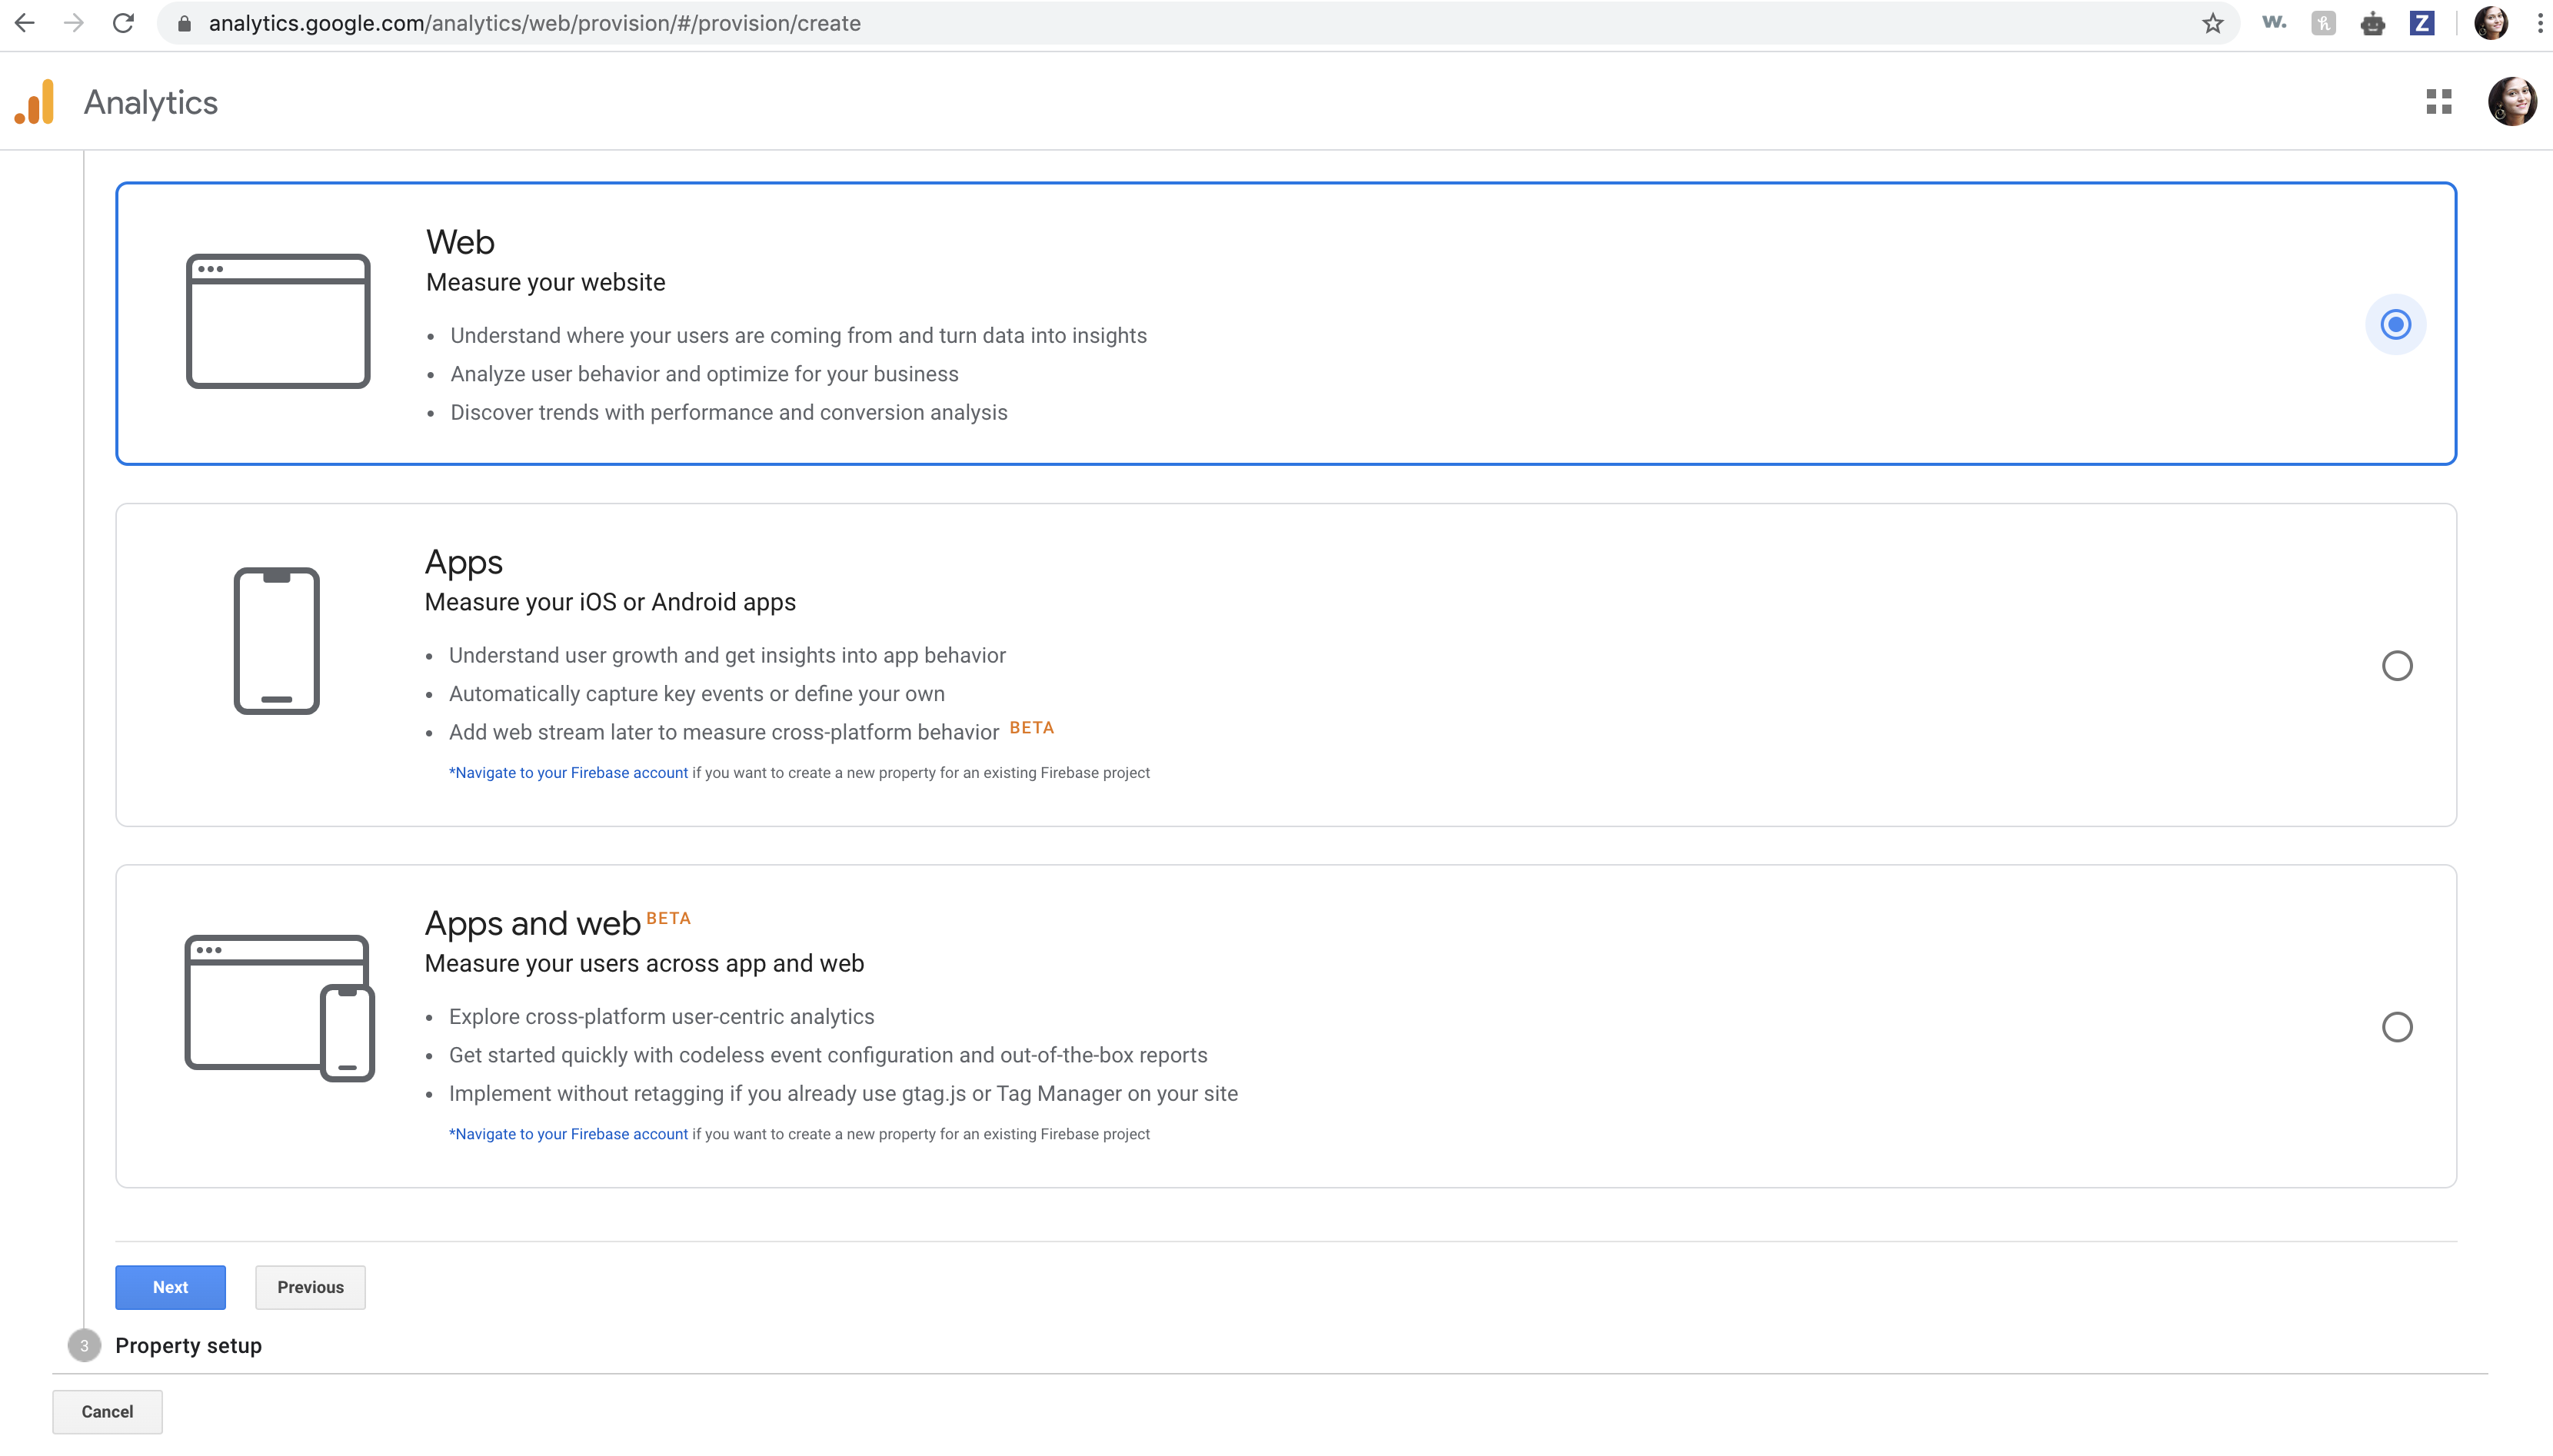 analytics.google.com/analytics/web/provision/#/provision/create
w.
h
Z
Analytics
Web
Measure your website
• Understand where your users are coming from and turn data into insights
• Analyze user behavior and optimize for your business
• Discover trends with performance and conversion analysis
Apps
Measure your iOS or Android apps
• Understand user growth and get insights into app behavior
• Automatically capture key events or define your own
• Add web stream later to measure cross-platform behavior BETA
*Navigate to your Firebase account if you want to create a new property for an existing Firebase project
Apps and web BETA
Measure your users across app and web
• Explore cross-platform user-centric analytics
• Get started quickly with codeless event configuration and out-of-the-box reports
• Implement without retagging if you already use gtag.js or Tag Manager on your site
*Navigate to your Firebase account if you want to create a new property for an existing Firebase project
Next Previous
3 Property setup
Cancel